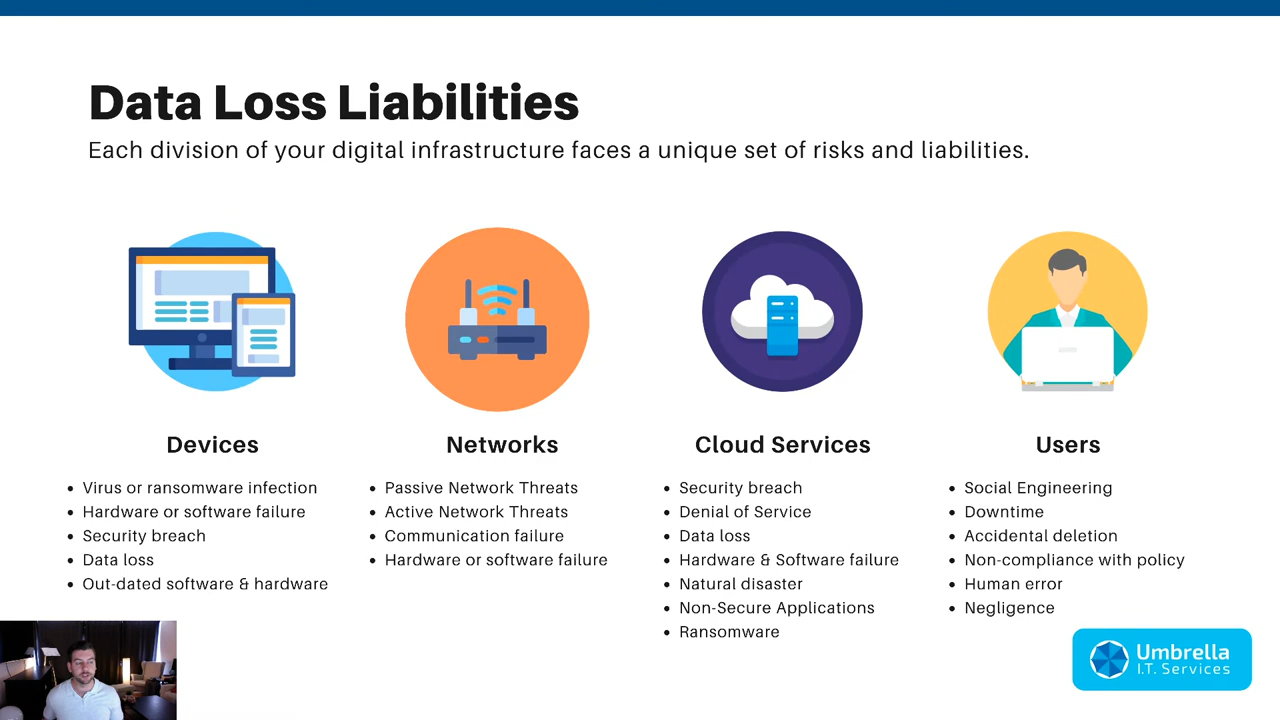 Data Loss Liabilities
Each division of your digital infrastructure faces a unique set of risks and liabilities.
Devices
• Virus or ransomware infection
• Hardware or software failure
• Security breach
• Data loss
• Out-dated software & hardware
Networks
• Passive Network Threats
• Active Network Threats
• Communication failure
• Hardware or software failure
Cloud Services
• Security breach
• Denial of Service
• Data loss
• Hardware & Software failure
• Natural disaster
• Non-Secure Applications
• Ransomware
Users
• Social Engineering
• Downtime
• Accidental deletion
• Non-compliance with policy
• Human error
• Negligence
Umbrella
I.T. Services